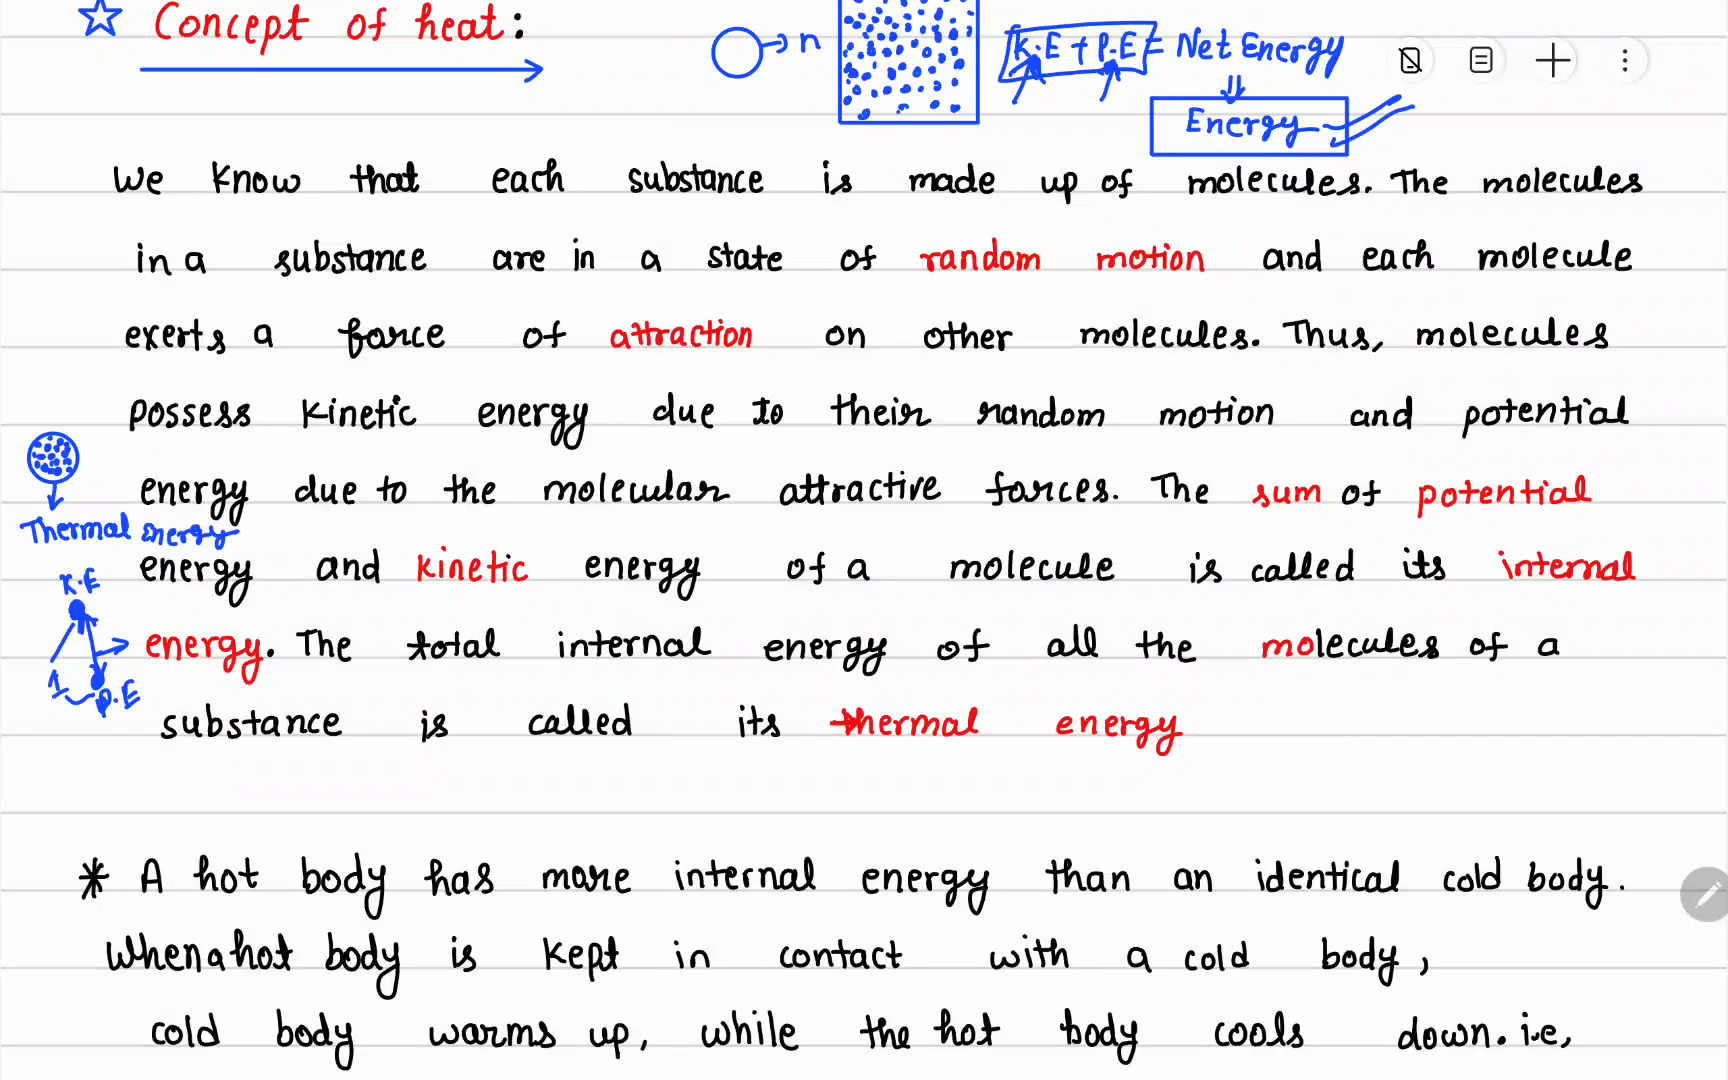 ☆ Concept of heat:
n
K.E + P.E = Net Energy
Energy
We know that each substance is made up of molecules. The molecules
in a substance are in a state of random motion and each molecule
exerts a force of attraction on other molecules. Thus, molecules
possess kinetic energy due to their random motion and potential
energy due to the molecular attractive forces. The sum of potential
Thermal Energy
energy and kinetic energy of a molecule is called its internal
K.E
energy. The total internal energy of all the molecules of a
1
P.E
substance is called its thermal energy
* A hot body has more internal energy than an identical cold body.
When a hot body is kept in contact with a cold body,
cold body warms up, while the hot body cools down. i.e,